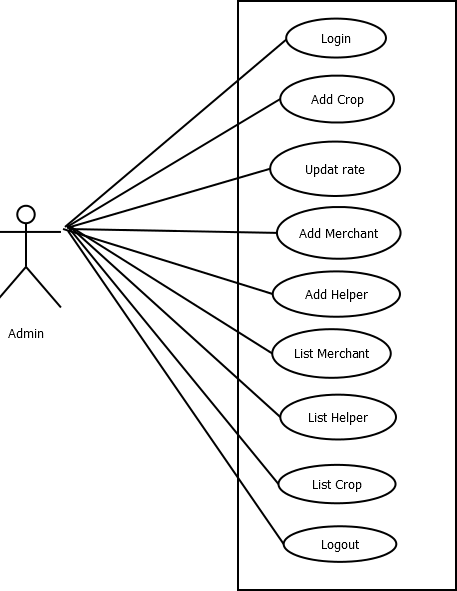 Login
Add Crop
Updat rate
Add Merchant
Add Helper
Admin
List Merchant
List Helper
List Crop
Logout